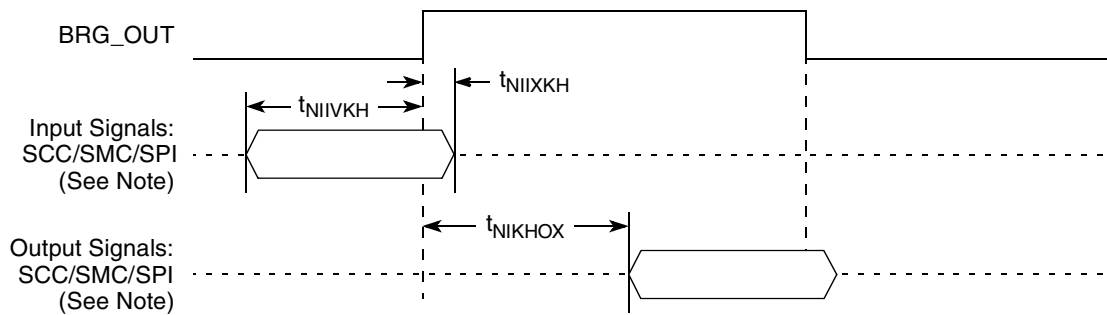 BRG_OUT
tNIIXKH
tNIIVKH
Input Signals:
SCC/SMC/SPI
(See Note)
tNIKHOX
Output Signals:
SCC/SMC/SPI
(See Note)